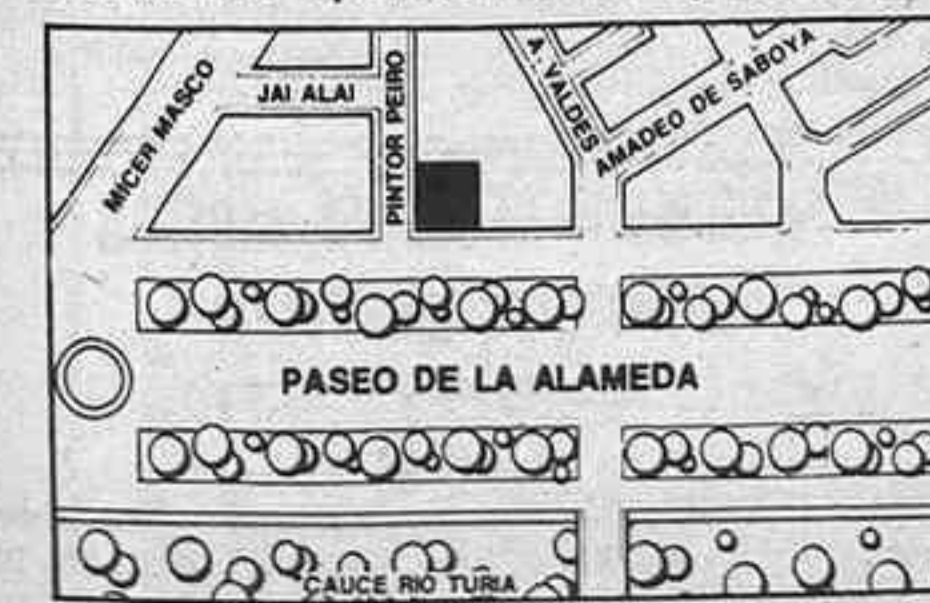 MICER MASCO
JAI ALAI
PINTOR PEIRO
A. VALDES
AMADEO DE SABOYA
PASEO DE LA ALAMEDA
CAUCE RIO TURIA